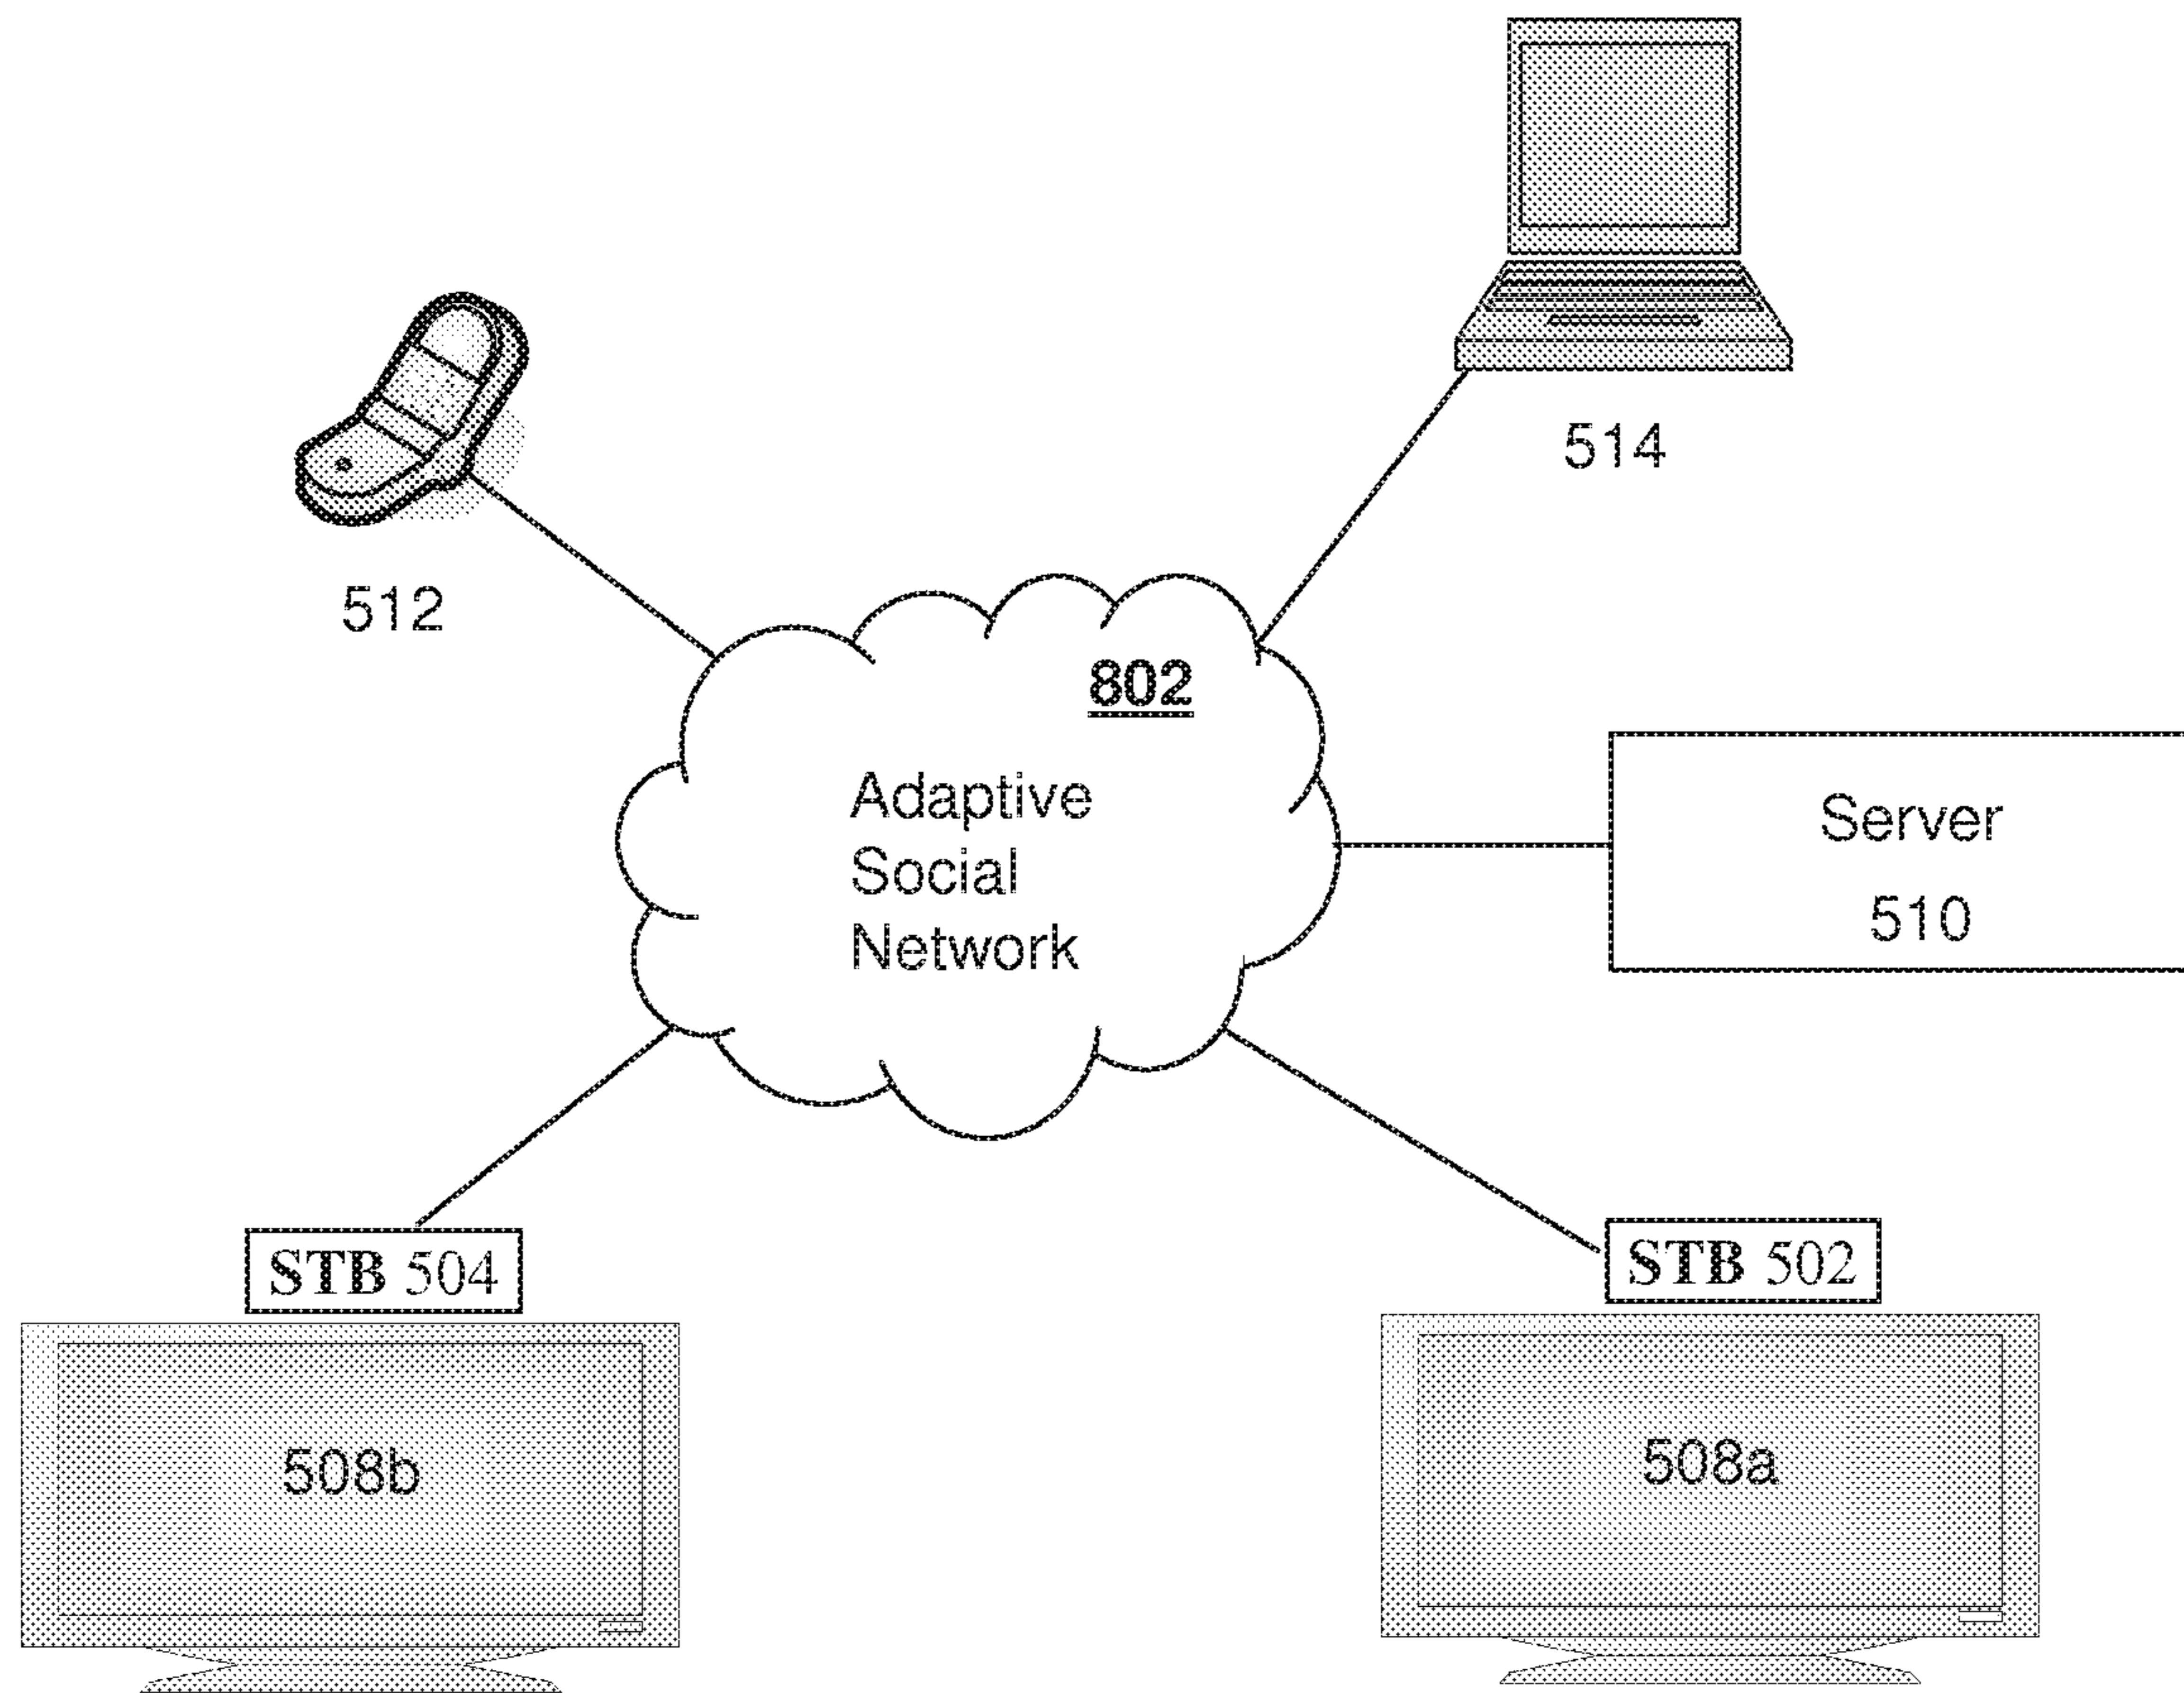 514
512
802
Adaptive
Social
Network
Server
510
STB 504
STB 502
508b
508a